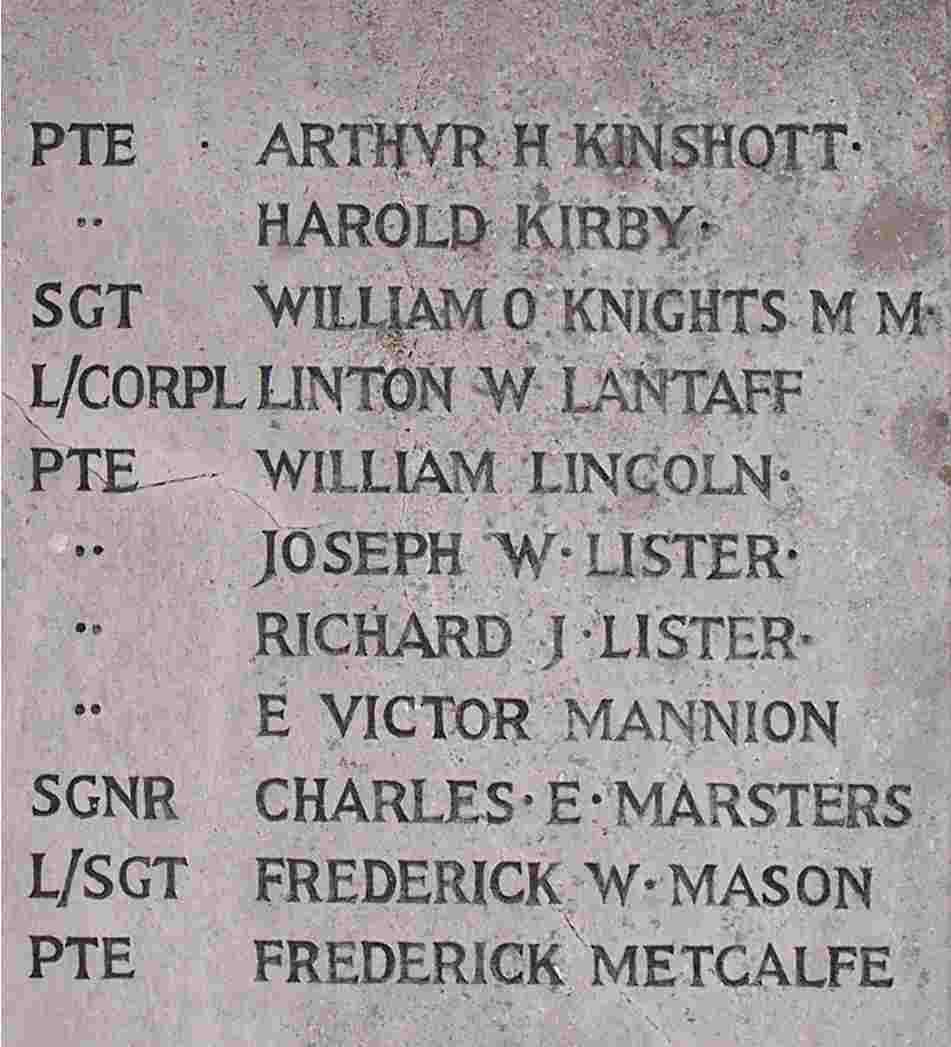 PTE · ARTHVR H KINSHOTT·
·· HAROLD KIRBY·
SGT WILLIAM O KNIGHTS M M·
L/CORPL LINTON W LANTAFF
PTE WILLIAM LINCOLN·
·· JOSEPH W· LISTER·
·· RICHARD J· LISTER·
·· E VICTOR MANNION
SGNR CHARLES· E· MARSTERS
L/SGT FREDERICK W· MASON
PTE FREDERICK METCALFE